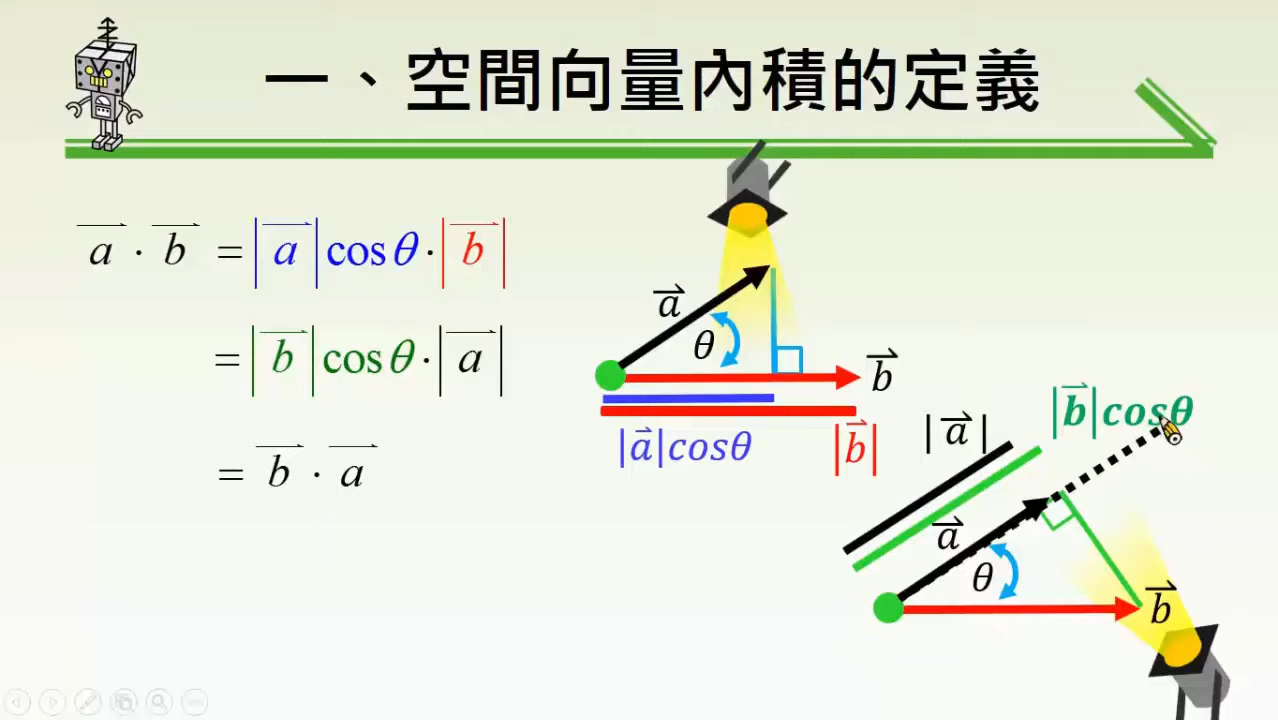 一、空間向量內積的定義
a · b = |a| cos θ · |b|
= |b| cos θ · |a|
= b · a
a
θ
b
|a|cosθ
|b|
|a|
|b|cosθ
a
θ
b